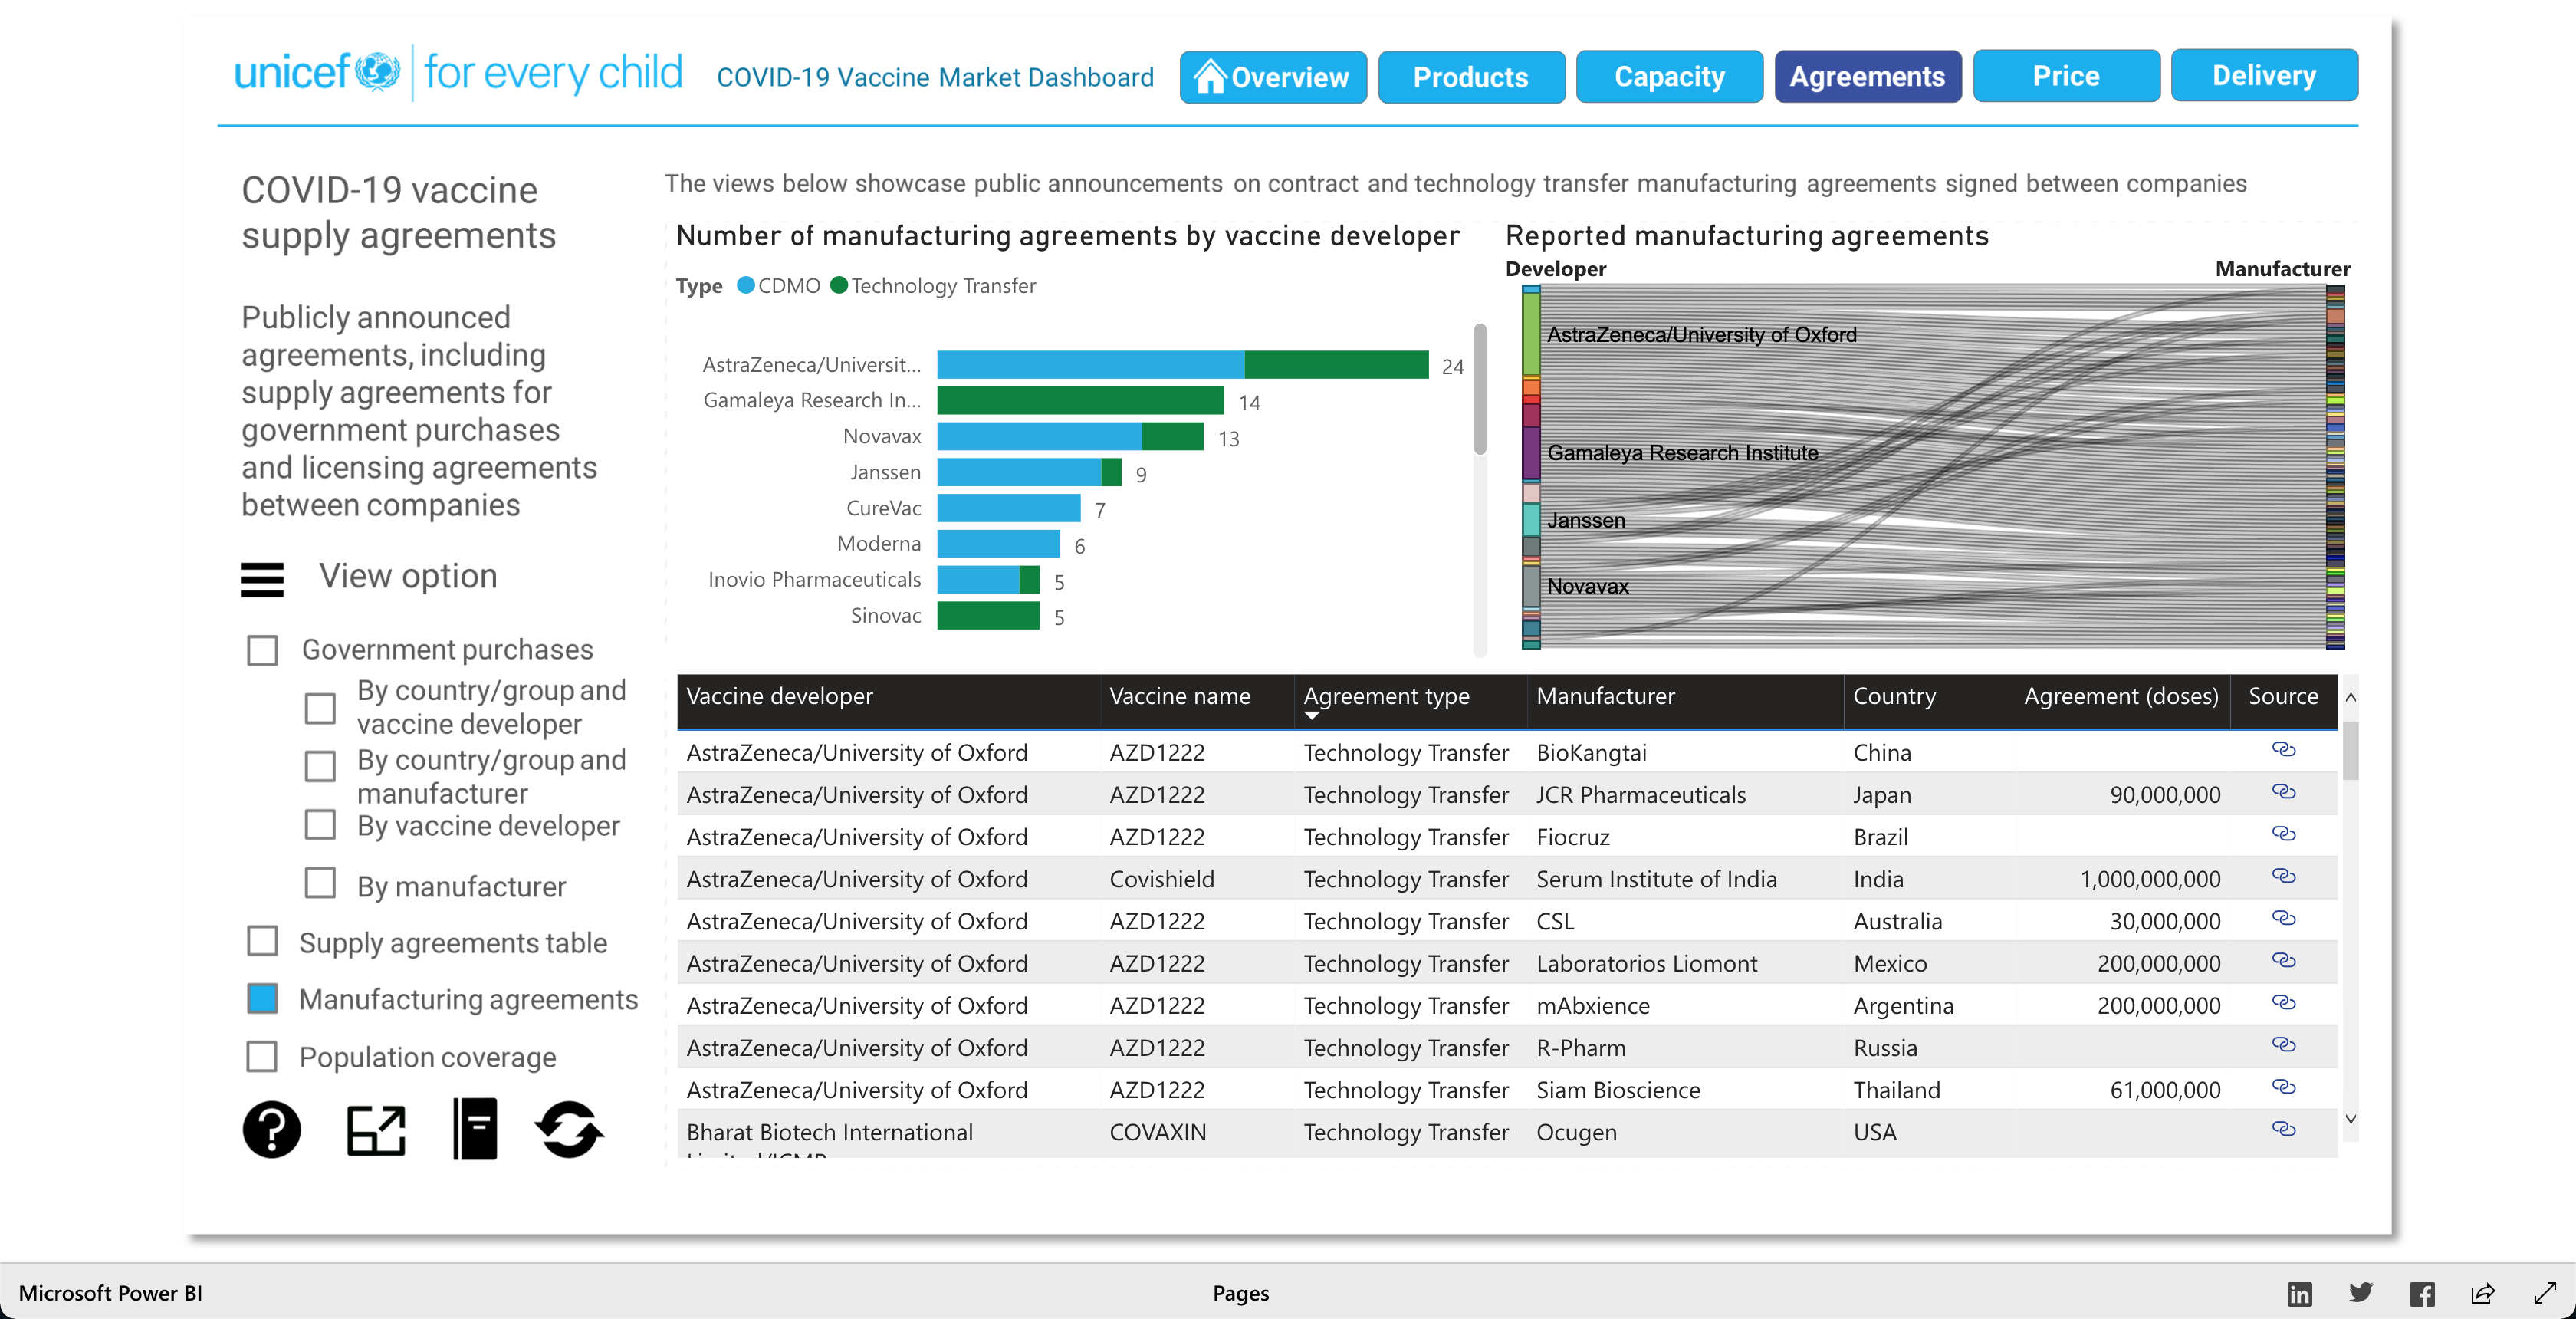 unicef for every child
COVID-19 Vaccine Market Dashboard
Overview
Products
Capacity
Agreements
Price
Delivery
COVID-19 vaccine
supply agreements
Publicly announced
agreements, including
supply agreements for
government purchases
and licensing agreements
between companies
View option
Government purchases
By country/group and
vaccine developer
By country/group and
manufacturer
By vaccine developer
By manufacturer
Supply agreements table
Manufacturing agreements
Population coverage
The views below showcase public announcements on contract and technology transfer manufacturing agreements signed between companies
Number of manufacturing agreements by vaccine developer
Type CDMO Technology Transfer
AstraZeneca/Universit... 24
Gamaleya Research In... 14
Novavax 13
Janssen 9
CureVac 7
Moderna 6
Inovio Pharmaceuticals 5
Sinovac 5
Reported manufacturing agreements
Developer Manufacturer
AstraZeneca/University of Oxford
Gamaleya Research Institute
Janssen
Novavax
Vaccine developer Vaccine name Agreement type Manufacturer Country Agreement (doses) Source
AstraZeneca/University of Oxford AZD1222 Technology Transfer BioKangtai China
AstraZeneca/University of Oxford AZD1222 Technology Transfer JCR Pharmaceuticals Japan 90,000,000
AstraZeneca/University of Oxford AZD1222 Technology Transfer Fiocruz Brazil
AstraZeneca/University of Oxford Covishield Technology Transfer Serum Institute of India India 1,000,000,000
AstraZeneca/University of Oxford AZD1222 Technology Transfer CSL Australia 30,000,000
AstraZeneca/University of Oxford AZD1222 Technology Transfer Laboratorios Liomont Mexico 200,000,000
AstraZeneca/University of Oxford AZD1222 Technology Transfer mAbxience Argentina 200,000,000
AstraZeneca/University of Oxford AZD1222 Technology Transfer R-Pharm Russia
AstraZeneca/University of Oxford AZD1222 Technology Transfer Siam Bioscience Thailand 61,000,000
Bharat Biotech International COVAXIN Technology Transfer Ocugen USA
Microsoft Power BI
Pages